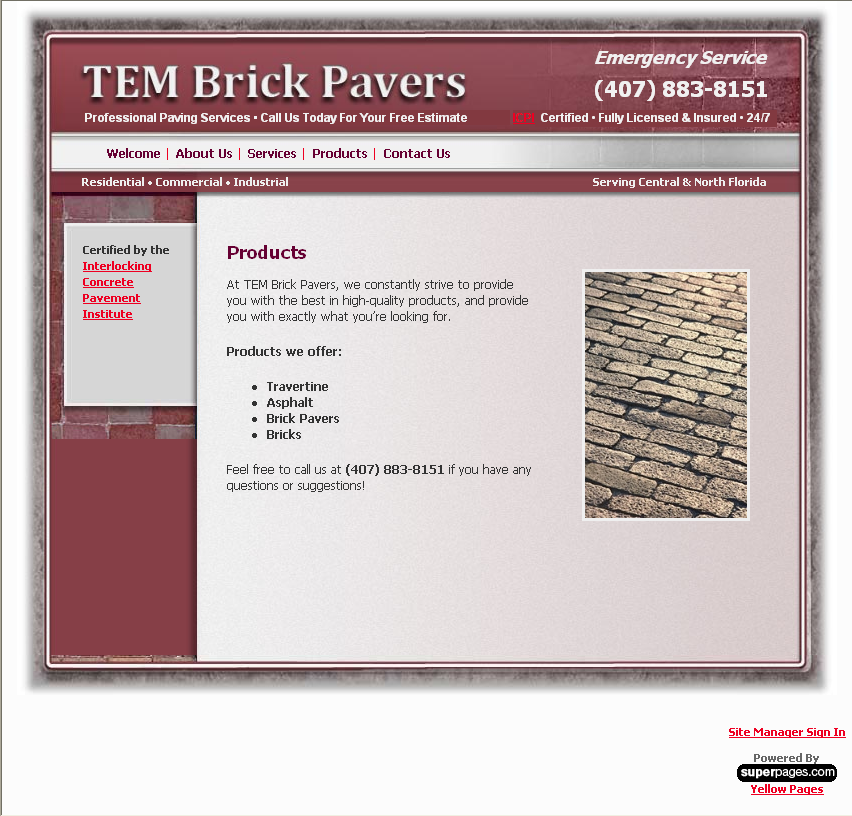 TEM Brick Pavers
Professional Paving Services • Call Us Today For Your Free Estimate
Emergency Service
(407) 883-8151
Certified • Fully Licensed & Insured • 24/7
Welcome | About Us | Services | Products | Contact Us
Residential • Commercial • Industrial
Serving Central & North Florida
Certified by the
Interlocking
Concrete
Pavement
Institute
Products
At TEM Brick Pavers, we constantly strive to provide
you with the best in high-quality products, and provide
you with exactly what you're looking for.
Products we offer:
• Travertine
• Asphalt
• Brick Pavers
• Bricks
Feel free to call us at (407) 883-8151 if you have any
questions or suggestions!
Site Manager Sign In
Powered By
superpages.com
Yellow Pages